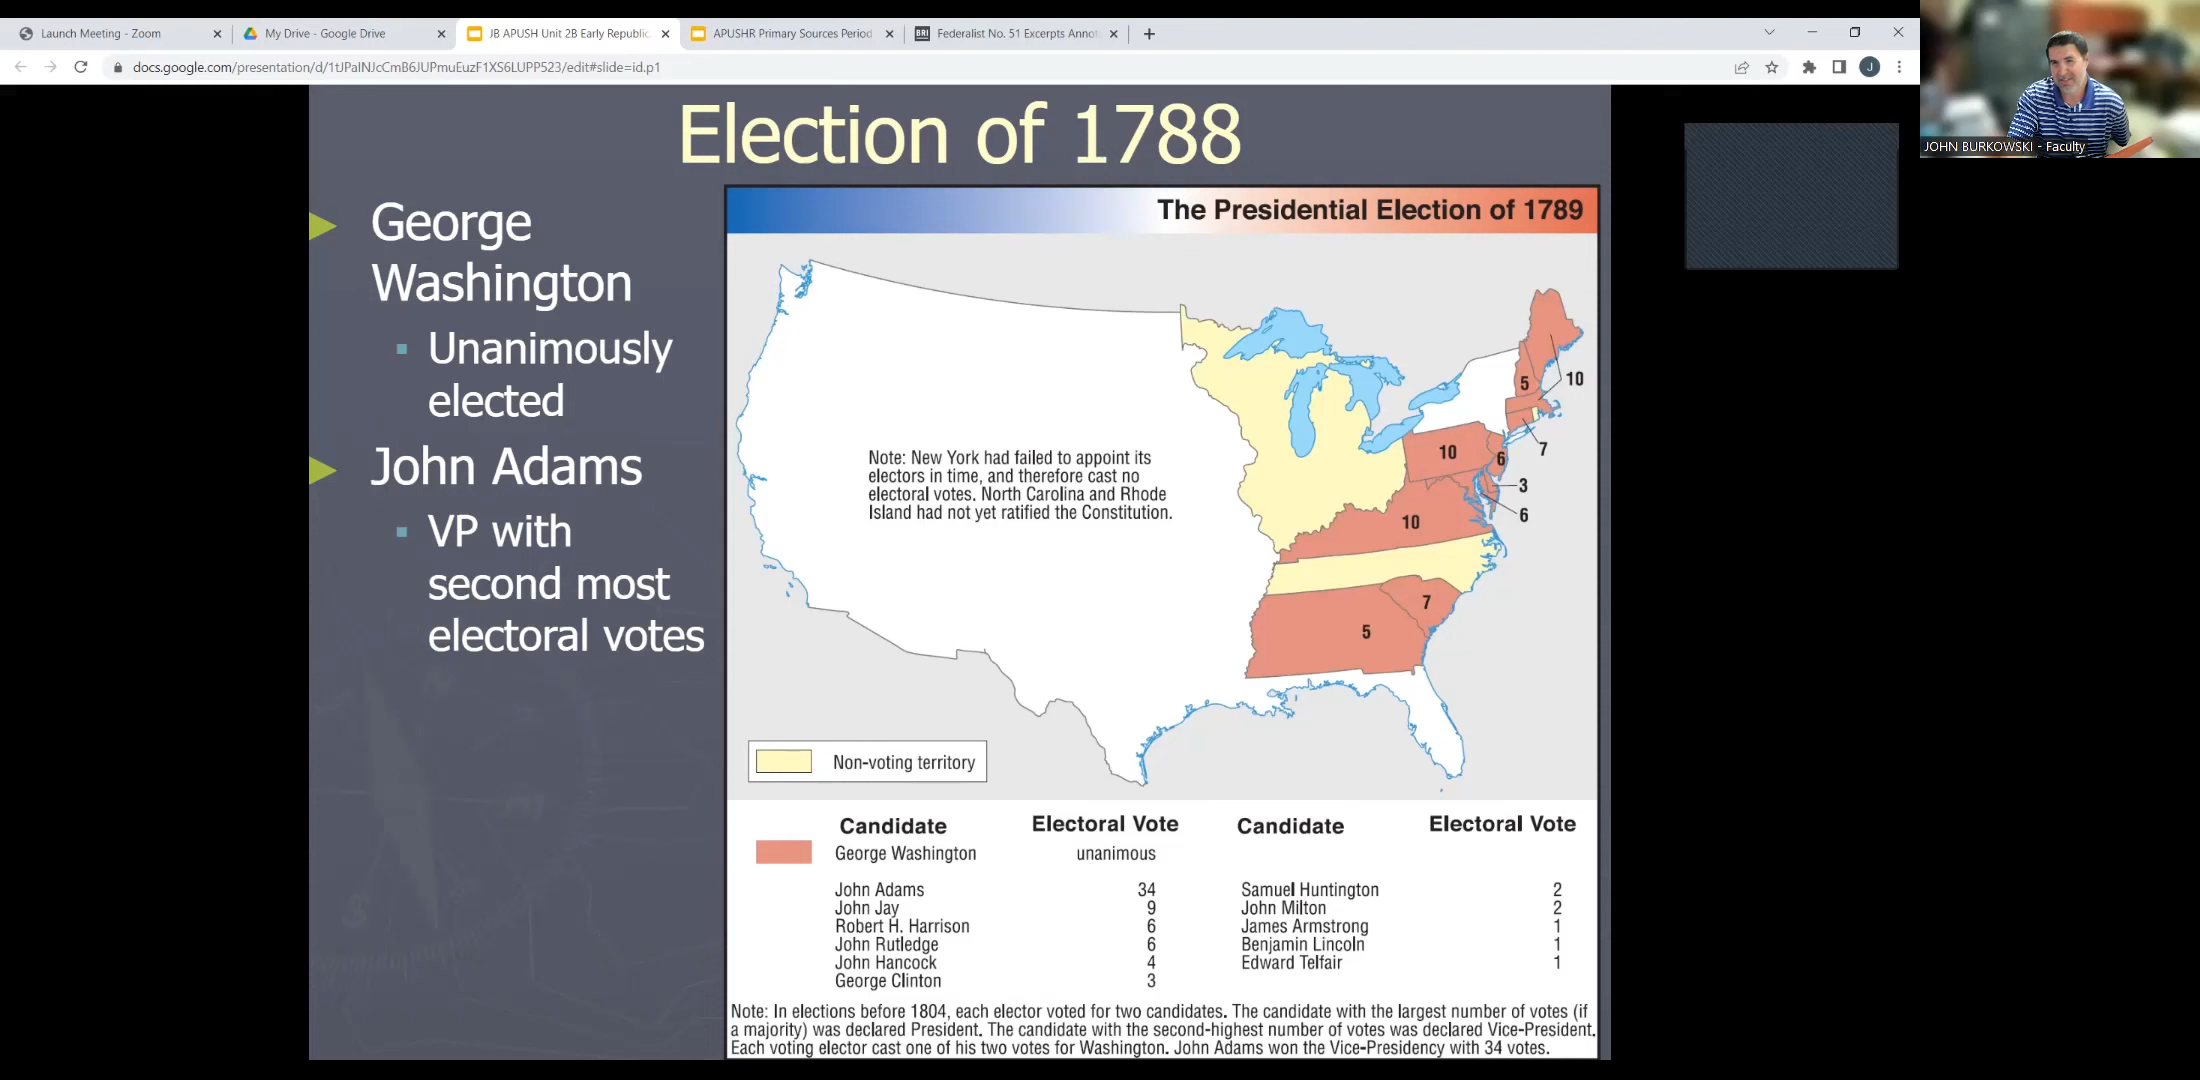 Launch Meeting - Zoom
My Drive - Google Drive
JB APUSH Unit 2B Early Republic
APUSHR Primary Sources Period
BRI
Federalist No. 51 Excerpts Annot
docs.google.com/presentation/d/1tJPaINJcCmB6JUPmuEuzF1XS6LUPP523/edit#slide=id.p1
J
JOHN BURKOWSKI - Faculty
Election of 1788
George
Washington
Unanimously
elected
John Adams
VP with
second most
electoral votes
The Presidential Election of 1789
5
10
7
10
6
3
6
10
7
5
Note: New York had failed to appoint its
electors in time, and therefore cast no
electoral votes. North Carolina and Rhode
Island had not yet ratified the Constitution.
Non-voting territory
Candidate Electoral Vote Candidate Electoral Vote
George Washington unanimous
John Adams 34 Samuel Huntington 2
John Jay 9 John Milton 2
Robert H. Harrison 6 James Armstrong 1
John Rutledge 6 Benjamin Lincoln 1
John Hancock 4 Edward Telfair 1
George Clinton 3
Note: In elections before 1804, each elector voted for two candidates. The candidate with the largest number of votes (if
a majority) was declared President. The candidate with the second-highest number of votes was declared Vice-President.
Each voting elector cast one of his two votes for Washington. John Adams won the Vice-Presidency with 34 votes.